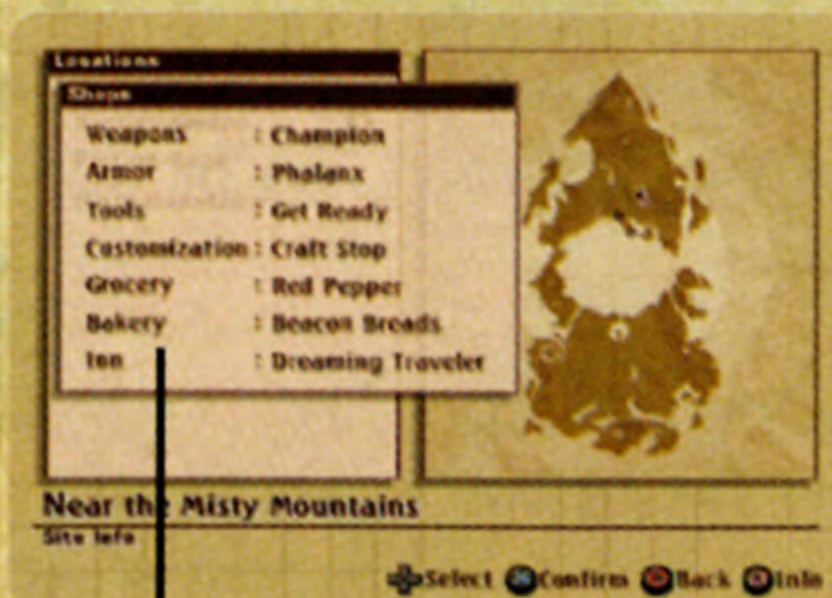 Locations
Shops
Weapons : Champion
Armor : Phalanx
Tools : Get Ready
Customization : Craft Stop
Grocery : Red Pepper
Bakery : Beacon Breads
Inn : Dreaming Traveler
Near the Misty Mountains
Site Info
Select Confirm Back Info